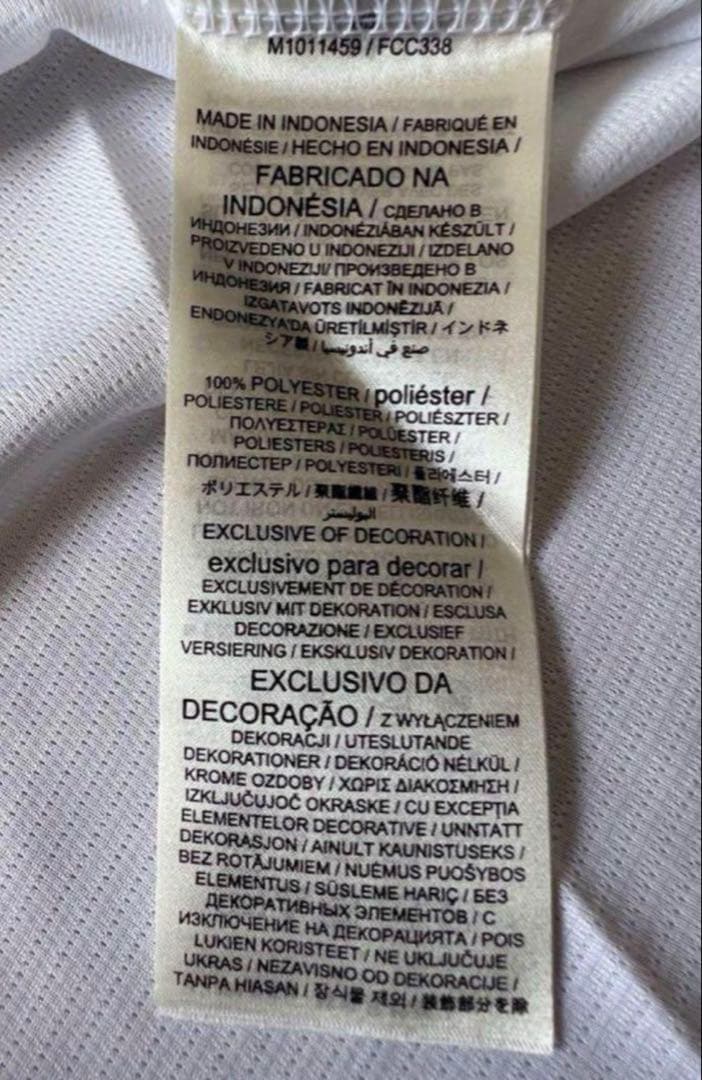 M1011459 / FCC338
MADE IN INDONESIA / FABRIQUÉ EN
INDONÉSIE / HECHO EN INDONESIA /
FABRICADO NA
INDONÉSIA / СДЕЛАНО В
ИНДОНЕЗИИ / INDONÉZIÁBAN KÉSZÜLT /
PROIZVEDENO U INDONEZIJI / IZDELANO
V INDONEZIJI/ ПРОИЗВЕДЕНО В
ИНДОНЕЗИЯ / FABRICAT ÎN INDONEZIA /
IZGATAVOTS INDONĒZIJĀ /
ENDONEZYA'DA ÜRETİLMİŞTİR / インドネ
シア製 / صنع في أندونيسيا
100% POLYESTER / poliéster /
POLIESTERE / POLIESTER / POLIÉSZTER /
ΠΟΛΥΕΣΤΕΡΑΣ / POLÜESTER /
POLIESTERS / POLIESTERIS /
ПОЛИЕСТЕР / POLYESTERI / 폴리에스터 /
ポリエステル / 聚酯纖維 / 聚酯纤维 /
البوليستر
EXCLUSIVE OF DECORATION /
exclusivo para decorar /
EXCLUSIVEMENT DE DÉCORATION /
EXKLUSIV MIT DEKORATION / ESCLUSA
DECORAZIONE / EXCLUSIEF
VERSIERING / EKSKLUSIV DEKORATION /
EXCLUSIVO DA
DECORAÇÃO / Z WYŁĄCZENIEM
DEKORACJI / UTESLUTANDE
DEKORATIONER / DEKORÁCIÓ NÉLKÜL /
KROME OZDOBY / ΧΩΡΙΣ ΔΙΑΚΟΣΜΗΣΗ /
IZKLJUČUJOČ OKRASKE / CU EXCEPȚIA
ELEMENTELOR DECORATIVE / UNNTATT
DEKORASJON / AINULT KAUNISTUSEKS /
BEZ ROTĀJUMIEM / NUĖMUS PUOŠYBOS
ELEMENTUS / SÜSLEME HARİÇ / БЕЗ
ДЕКОРАТИВНЫХ ЭЛЕМЕНТОВ / С
ИЗКЛЮЧЕНИЕ НА ДЕКОРАЦИЯТА / POIS
LUKIEN KORISTEET / NE UKLJUČUJE
UKRAS / NEZAVISNO OD DEKORACIJE /
TANPA HIASAN / 장식물 제외 / 装飾部分を除